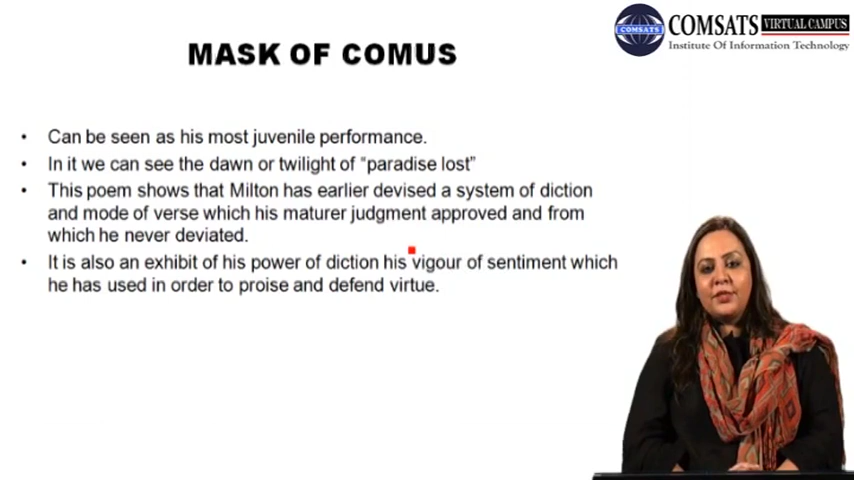 COMSATS VIRTUAL CAMPUS
Institute Of Information Technology
COMSATS
MASK OF COMUS
• Can be seen as his most juvenile performance.
• In it we can see the dawn or twilight of “paradise lost”
• This poem shows that Milton has earlier devised a system of diction
and mode of verse which his maturer judgment approved and from
which he never deviated.
• It is also an exhibit of his power of diction his vigour of sentiment which
he has used in order to proise and defend virtue.